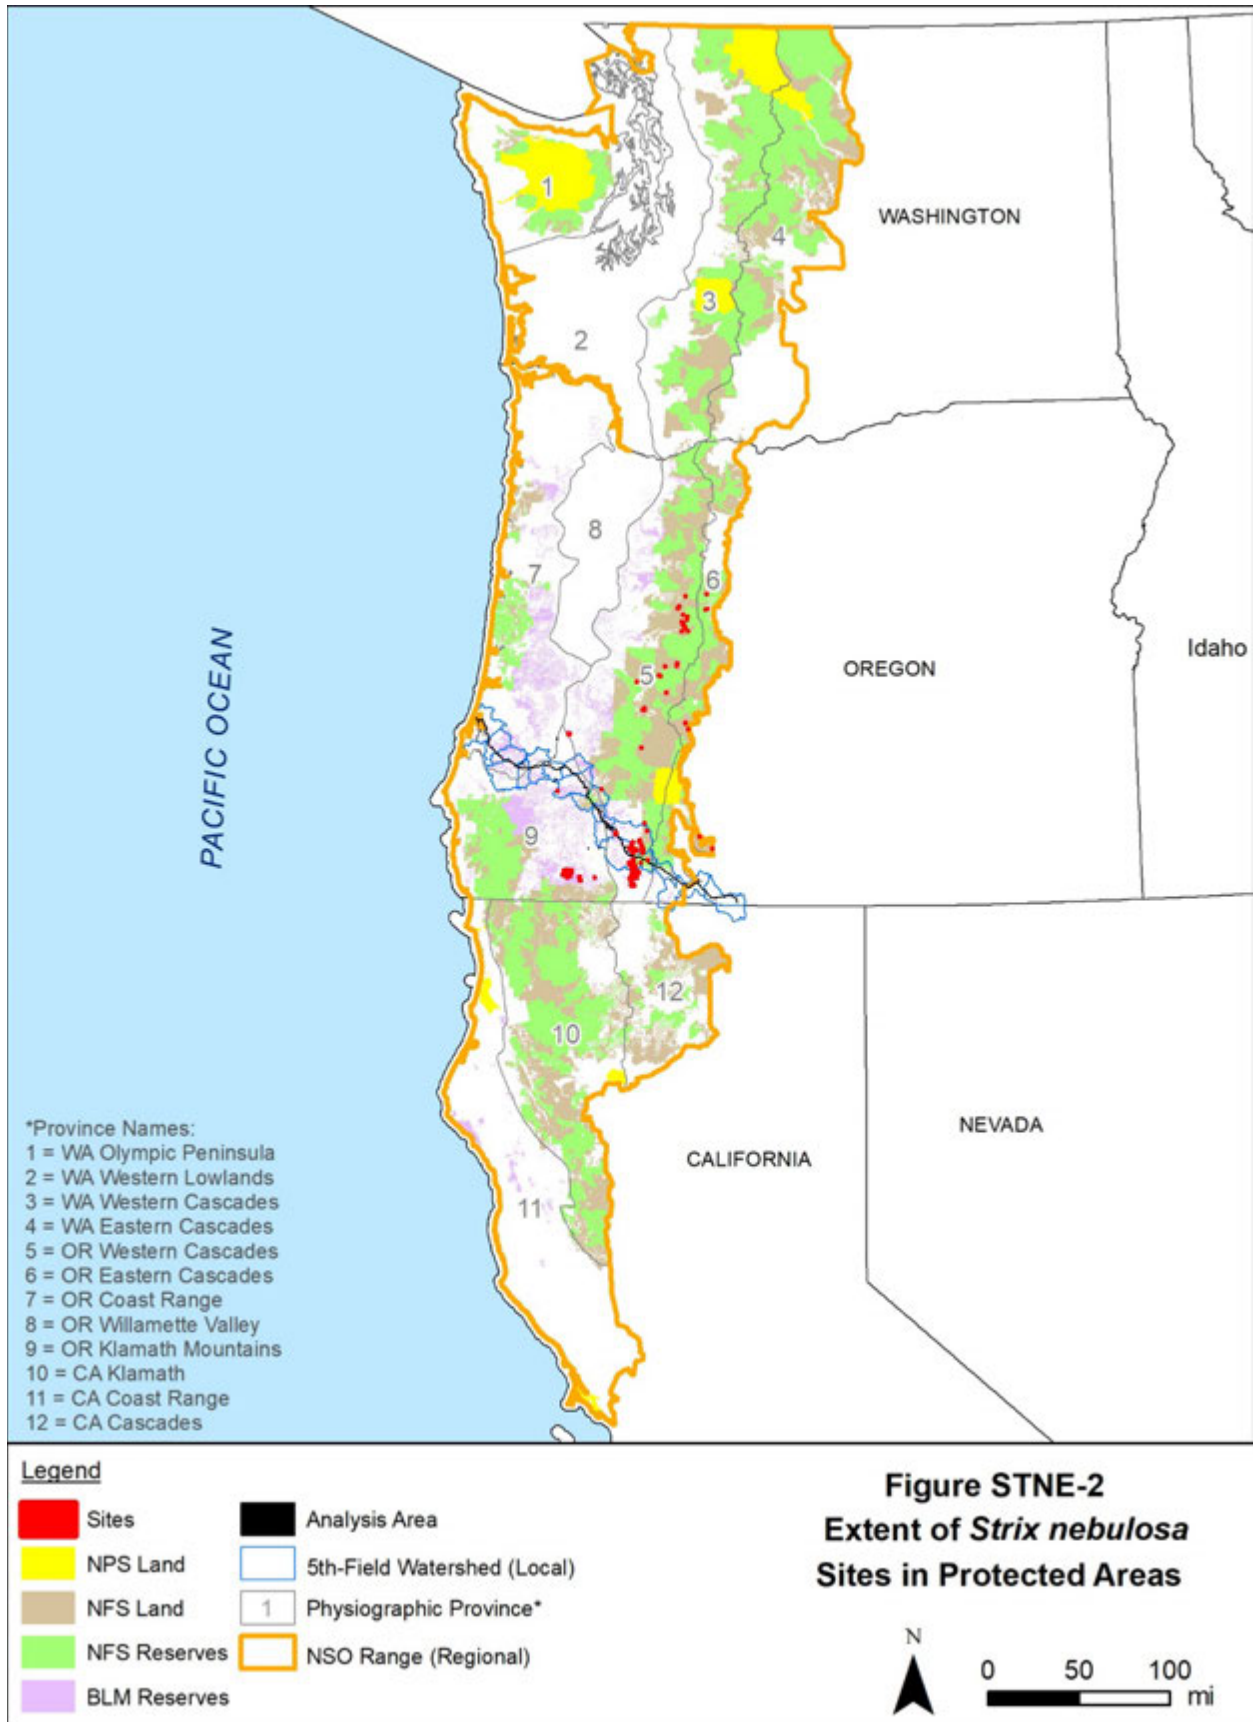 WASHINGTON
1
4
3
2
8
7
6
PACIFIC OCEAN
5
OREGON
Idaho
9
12
10
*Province Names:
1 = WA Olympic Peninsula
2 = WA Western Lowlands
3 = WA Western Cascades
4 = WA Eastern Cascades
5 = OR Western Cascades
6 = OR Eastern Cascades
7 = OR Coast Range
8 = OR Willamette Valley
9 = OR Klamath Mountains
10 = CA Klamath
11 = CA Coast Range
12 = CA Cascades
NEVADA
CALIFORNIA
11
Legend
Sites
NPS Land
NFS Land
NFS Reserves
BLM Reserves
Analysis Area
5th-Field Watershed (Local)
1
Physiographic Province*
NSO Range (Regional)
Figure STNE-2
Extent of Strix nebulosa
Sites in Protected Areas
N
0 50 100
mi